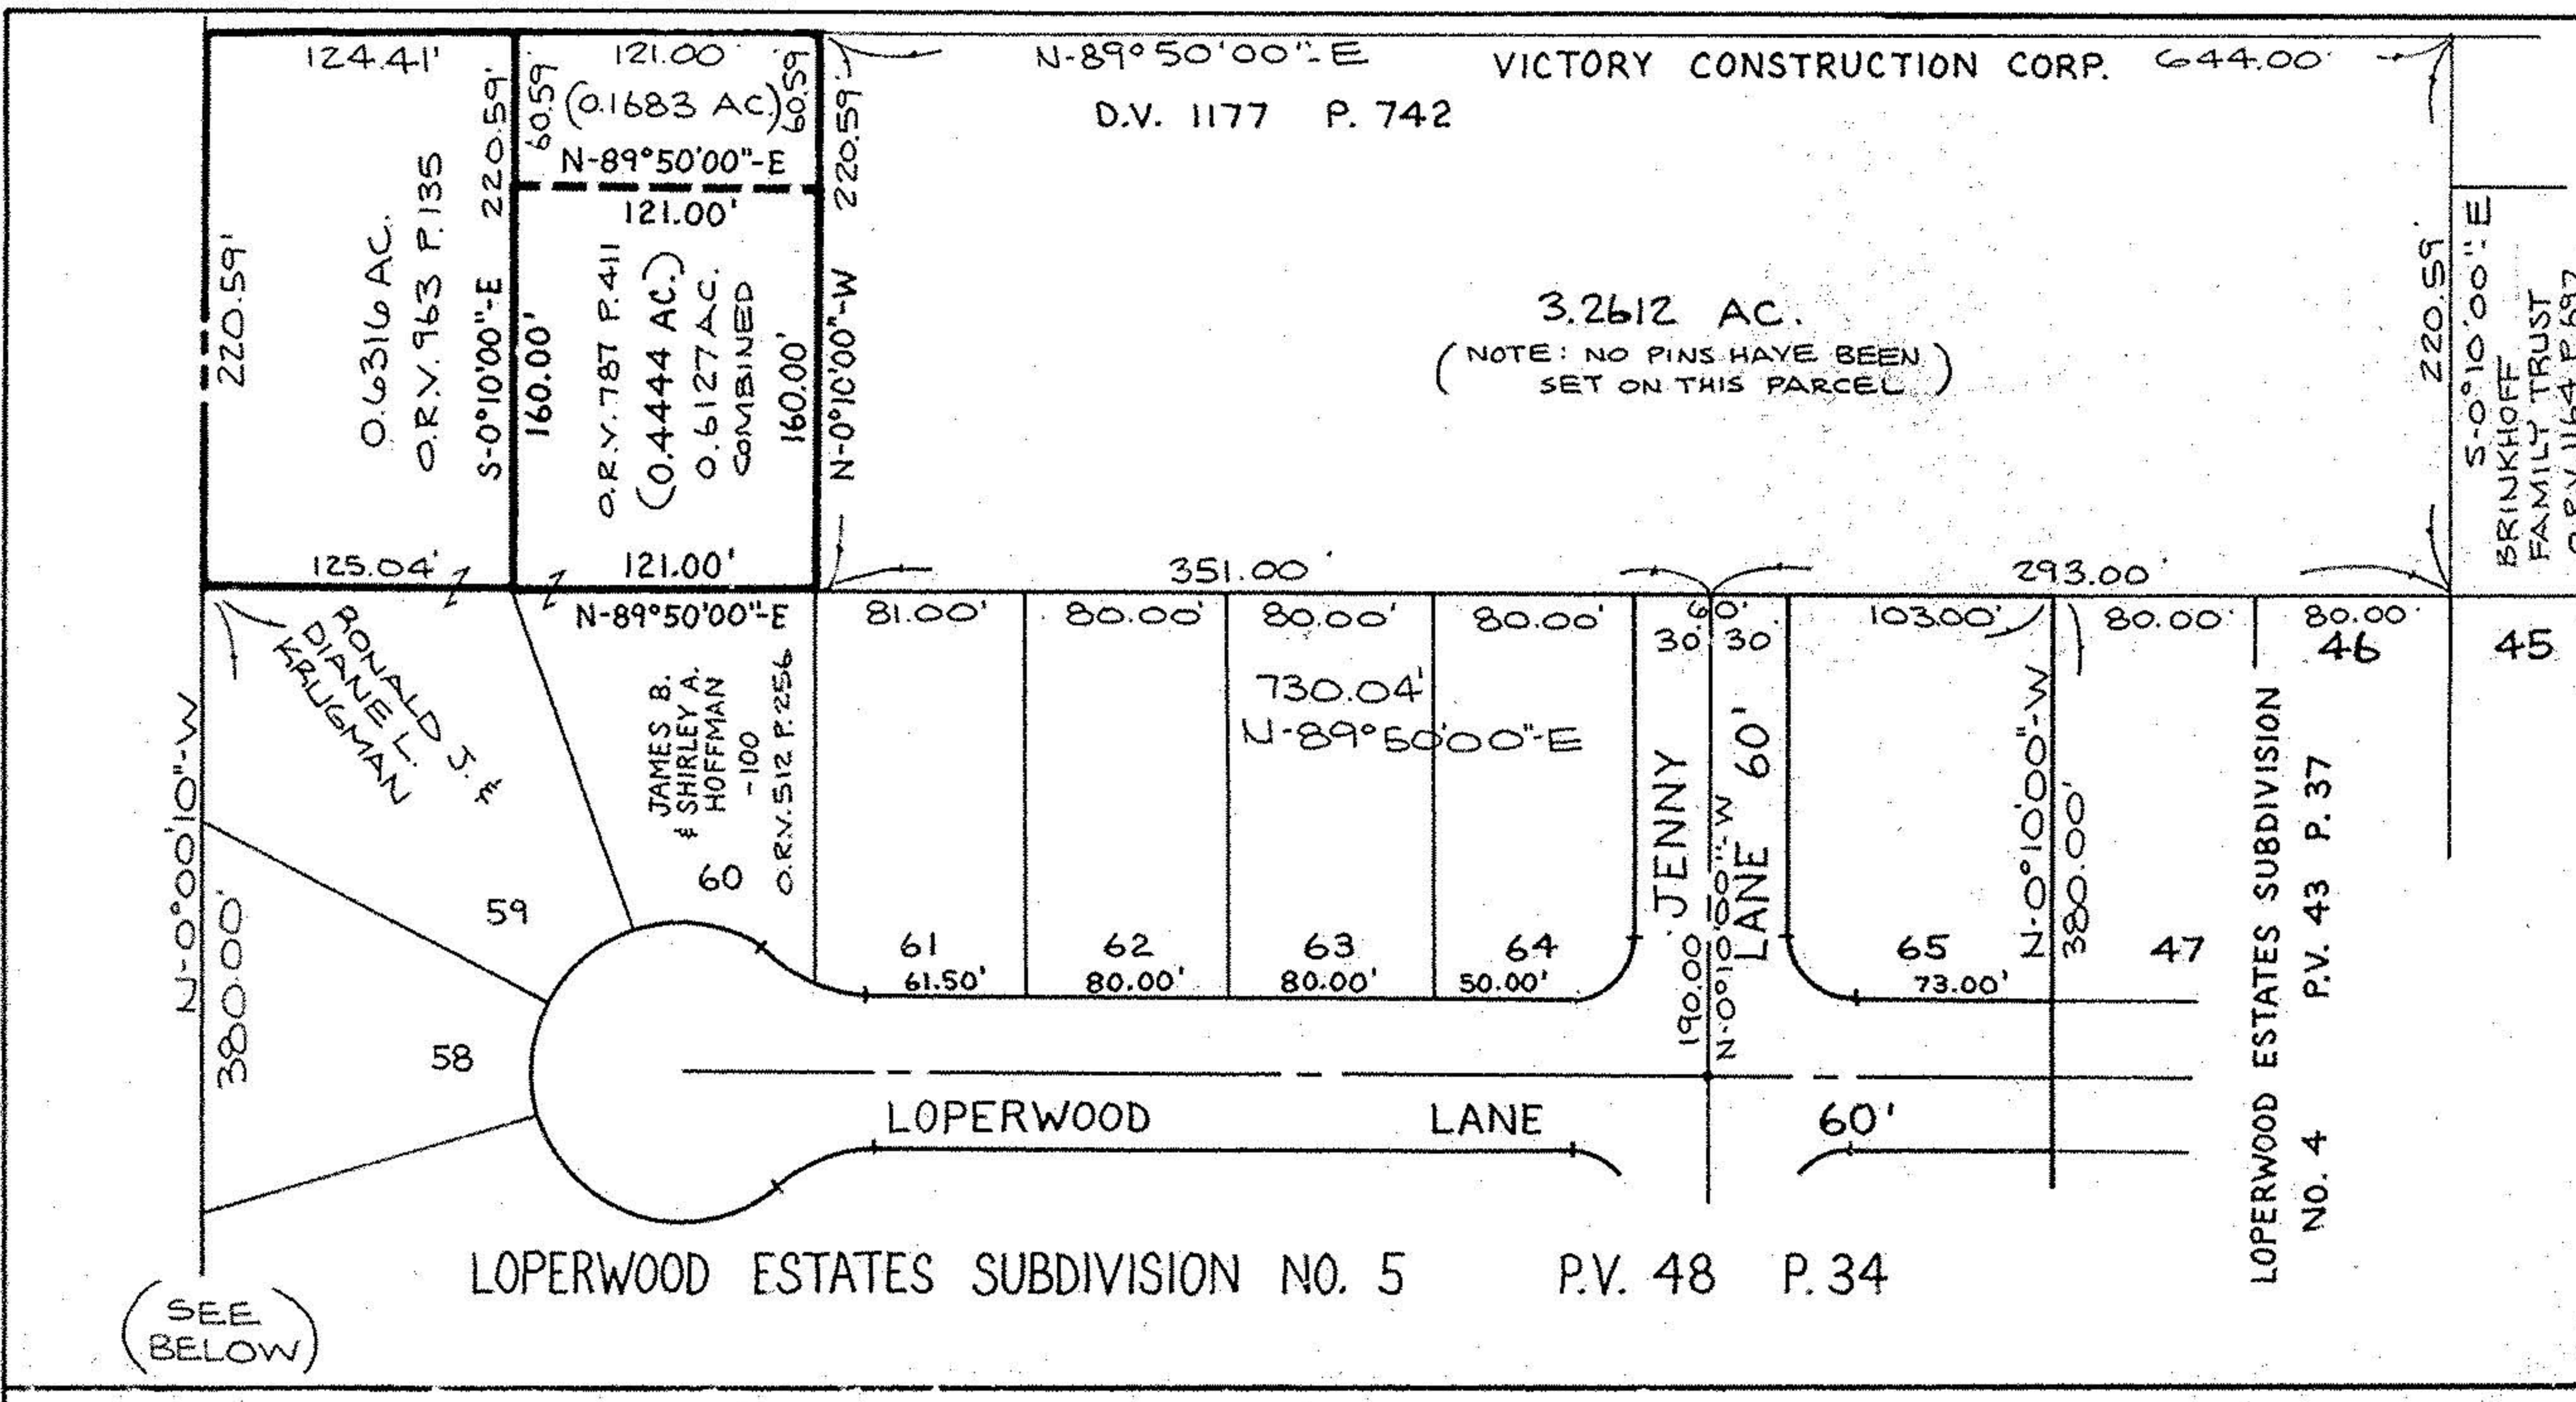 124.41'
220.59'
0.6316 AC.
O.R.V. 963 P. 135
S-0°10'00"-E 220.59'
125.04'
121.00'
60.59
(0.1683 AC.)
60.59
N-89°50'00"-E
121.00'
160.00'
O.R.V. 787 P. 411
(0.4444 AC.)
0.6127 AC.
COMBINED
160.00'
121.00'
N-0°10'00"-W 220.59'
N-89°50'00"-E
VICTORY CONSTRUCTION CORP.
644.00'
D.V. 1177 P. 742
3.2612 AC.
(NOTE: NO PINS HAVE BEEN
SET ON THIS PARCEL)
220.59'
S-0°10'00"-E
BRINKHOFF
FAMILY TRUST
351.00'
293.00'
RONALD J. &
DIANE L.
KRUGMAN
N-89°50'00"-E
JAMES B.
& SHIRLEY A.
HOFFMAN
-100
O.R.V. 512 P. 256
60
81.00'
80.00'
80.00'
80.00'
730.04'
N-89°50'00"-E
60'
30 30
JENNY
LANE 60'
190.00
N-0°10'00"-W
103.00'
80.00'
80.00'
46
45
N-0°00'10"-W
380.00'
59
58
61
61.50'
62
80.00'
63
80.00'
64
50.00'
65
73.00'
N-0°10'00"-W
380.00'
47
LOPERWOOD ESTATES SUBDIVISION
NO. 4 P.V. 43 P. 37
LOPERWOOD LANE 60'
LOPERWOOD ESTATES SUBDIVISION NO. 5 P.V. 48 P. 34
(SEE
BELOW)